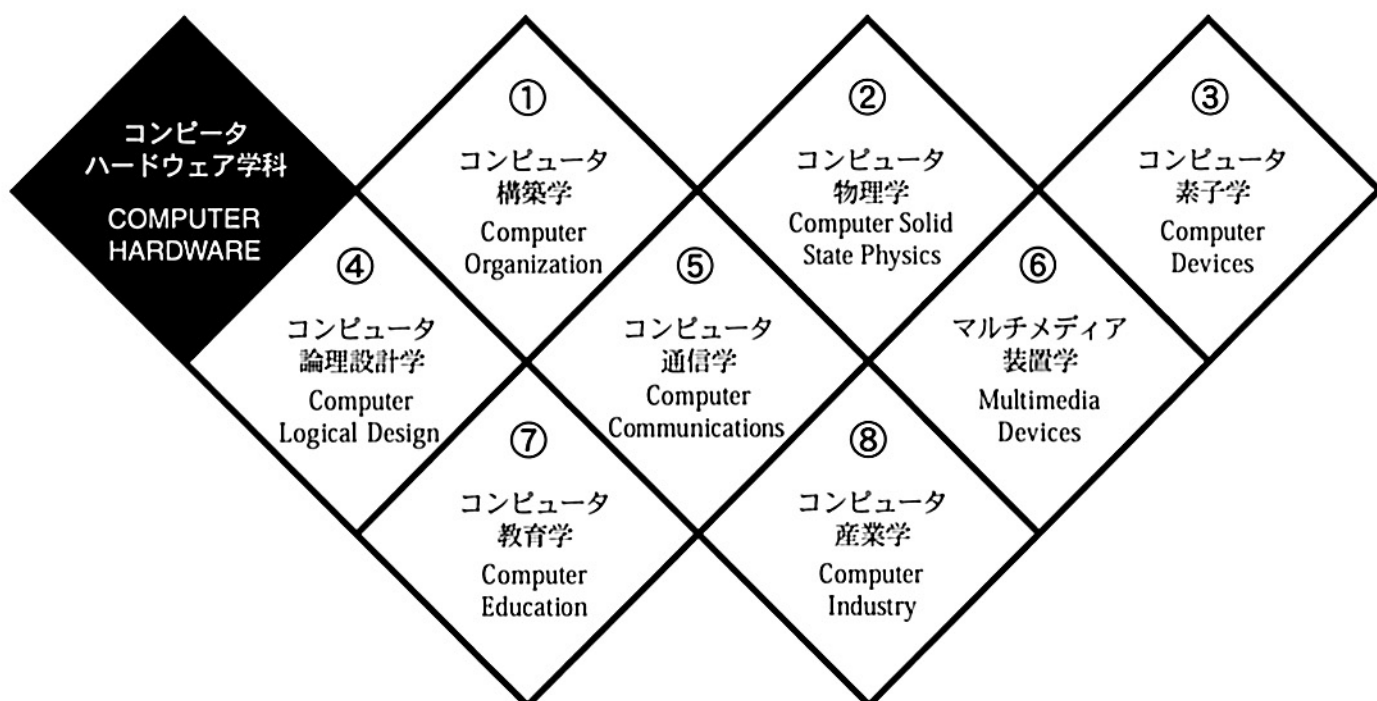 コンピータ
ハードウェア学科
COMPUTER
HARDWARE
①
コンピュータ
構築学
Computer
Organization
②
コンピュータ
物理学
Computer Solid
State Physics
③
コンピュータ
素子学
Computer
Devices
④
コンピュータ
論理設計学
Computer
Logical Design
⑤
コンピュータ
通信学
Computer
Communications
⑥
マルチメディア
装置学
Multimedia
Devices
⑦
コンピュータ
教育学
Computer
Education
⑧
コンピュータ
産業学
Computer
Industry